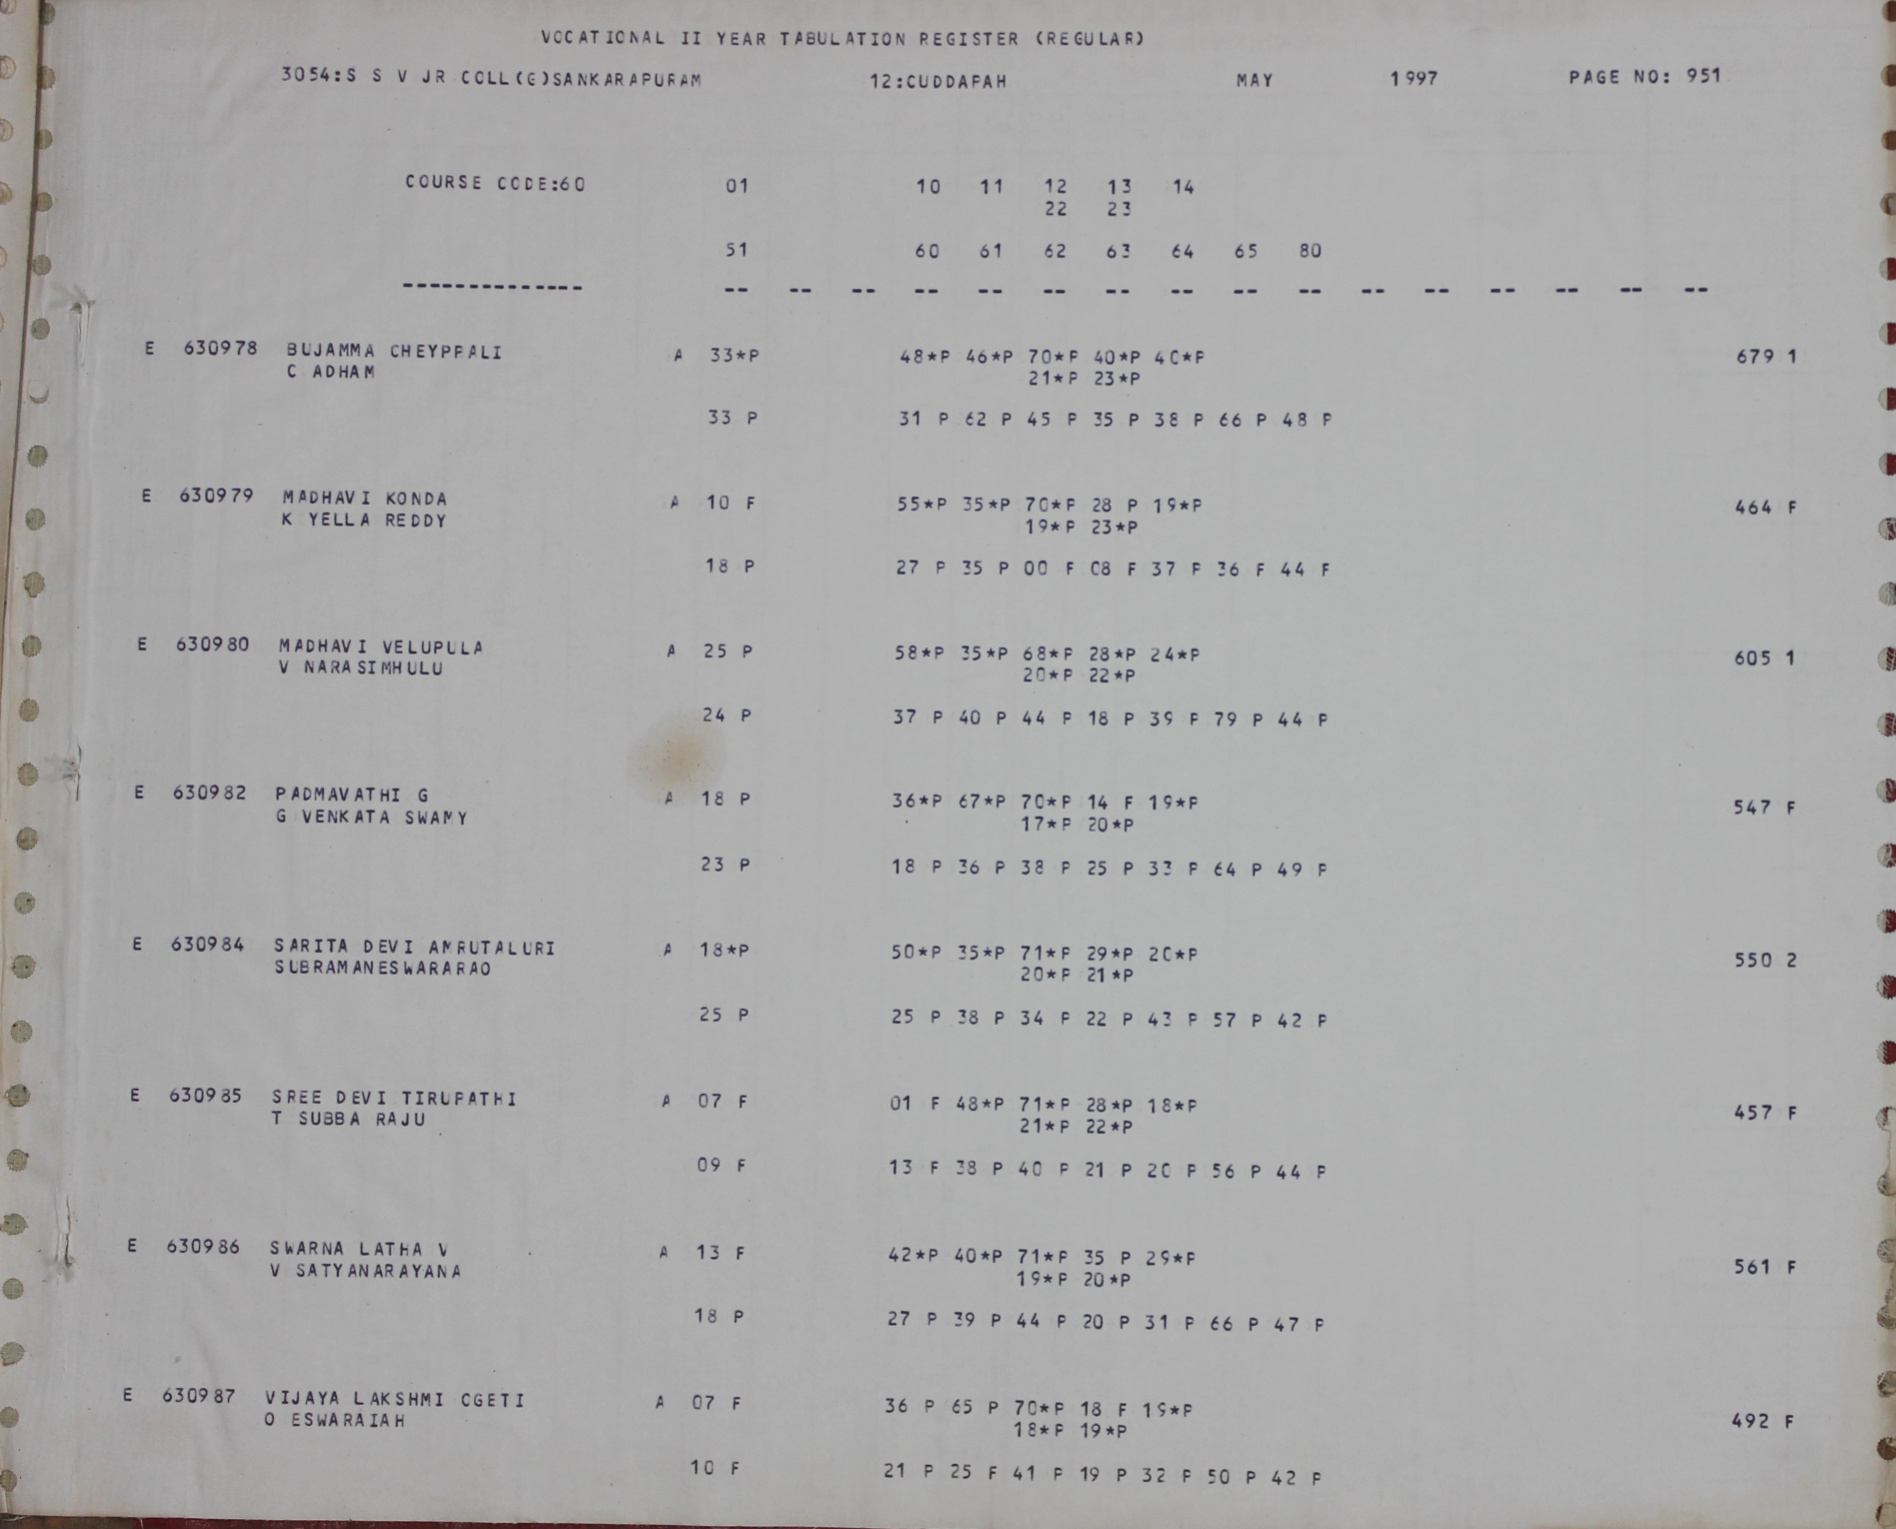 VOCATIONAL II YEAR TABULATION REGISTER (REGULAR)
3054:S S V JR COLL(G)SANKARAPURAM 12:CUDDAPAH MAY 1997 PAGE NO: 951
COURSE CODE:60 01 10 11 12 13 14
22 23
51 60 61 62 63 64 65 80
-------------- -- -- -- -- -- -- -- -- -- -- -- -- -- -- -- --
E 630978 BUJAMMA CHEYPPALI A 33*P 48*P 46*P 70*P 40*P 40*P 679 1
C ADHAM 21*P 23*P
33 P 31 P 62 P 45 P 35 P 38 P 66 P 48 P
E 630979 MADHAVI KONDA A 10 F 55*P 35*P 70*P 28 P 19*P 464 F
K YELLA REDDY 19*P 23*P
18 P 27 P 35 P 00 F 08 F 37 P 36 F 44 F
E 630980 MADHAVI VELUPULA A 25 P 58*P 35*P 68*P 28*P 24*P 605 1
V NARASIMHULU 20*P 22*P
24 P 37 P 40 P 44 P 18 P 39 P 79 P 44 P
E 630982 PADMAVATHI G A 18 P 36*P 67*P 70*P 14 F 19*P 547 F
G VENKATA SWAMY 17*P 20*P
23 P 18 P 36 P 38 P 25 P 33 P 64 P 49 P
E 630984 SARITA DEVI AMRUTALURI A 18*P 50*P 35*P 71*P 29*P 20*P 550 2
SUBRAMANESWARARAO 20*P 21*P
25 P 25 P 38 P 34 P 22 P 43 P 57 P 42 P
E 630985 SREE DEVI TIRUPATHI A 07 F 01 F 48*P 71*P 28*P 18*P 457 F
T SUBBA RAJU 21*P 22*P
09 F 13 F 38 P 40 P 21 P 20 P 56 P 44 P
E 630986 SWARNA LATHA V A 13 F 42*P 40*P 71*P 35 P 29*P 561 F
V SATYANARAYANA 19*P 20*P
18 P 27 P 39 P 44 P 20 P 31 P 66 P 47 P
E 630987 VIJAYA LAKSHMI OGETI A 07 F 36 P 65 P 70*P 18 F 19*P 492 F
O ESWARAIAH 18*P 19*P
10 F 21 P 25 F 41 P 19 P 32 P 50 P 42 P